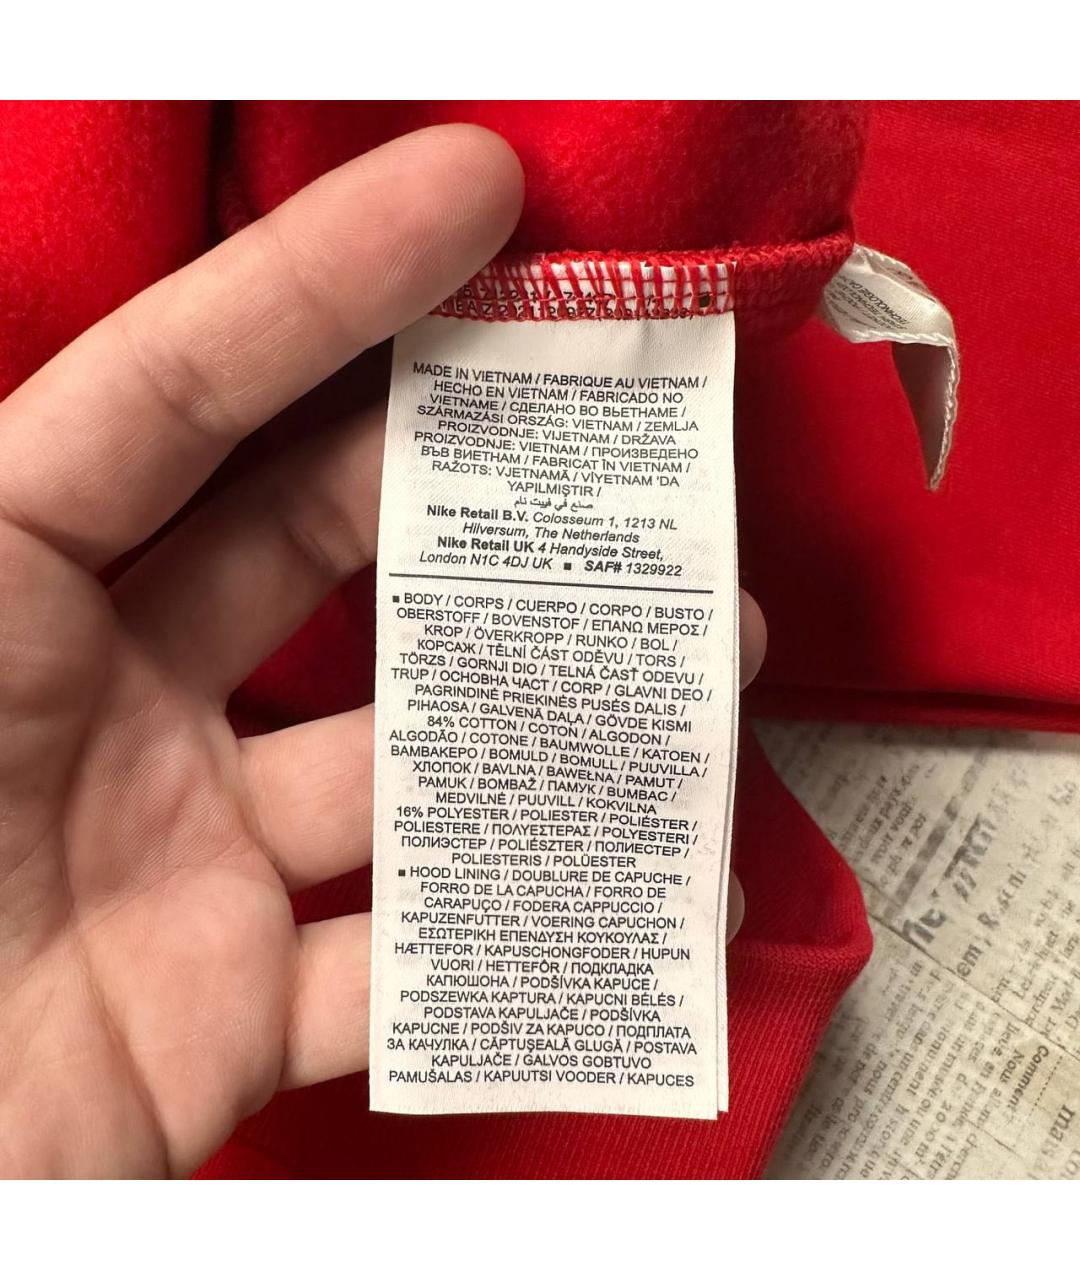 MADE IN VIETNAM / FABRIQUE AU VIETNAM /
HECHO EN VIETNAM / FABRICADO NO
VIETNAME / СДЕЛАНО ВО ВЬЕТНАМЕ /
SZÁRMAZÁSI ORSZÁG: VIETNAM / ZEMLJA
PROIZVODNJE: VIJETNAM / DRŽAVA
PROIZVODNJE: VIETNAM / ПРОИЗВЕДЕНО
ВЪВ ВИЕТНАМ / FABRICAT ÎN VIETNAM /
RAŽOTS: VJETNAMĀ / VİYETNAM 'DA
YAPILMIŞTIR /
صنع في فييت نام
Nike Retail B.V. Colosseum 1, 1213 NL
Hilversum, The Netherlands
Nike Retail UK 4 Handyside Street,
London N1C 4DJ UK ■ SAF# 1329922
■ BODY / CORPS / CUERPO / CORPO / BUSTO /
OBERSTOFF / BOVENSTOF / ΕΠΑΝΩ ΜΕΡΟΣ /
KROP / ÖVERKROPP / RUNKO / BOL /
КОРСАЖ / TĚLNÍ ČÁST ODĚVU / TORS /
TÖRZS / GORNJI DIO / TELNÁ ČASŤ ODEVU /
TRUP / ОСНОВНА ЧАСТ / CORP / GLAVNI DEO /
PAGRINDINĖ PRIEKINĖS PUSĖS DALIS /
PIHAOSA / GALVENĀ DAĻA / GÖVDE KISMI
84% COTTON / COTON / ALGODON /
ALGODÃO / COTONE / BAUMWOLLE / KATOEN /
ΒΑΜΒΑΚΕΡΟ / BOMULD / BOMULL / PUUVILLA /
ХЛОПОК / BAVLNA / BAWEŁNA / PAMUT /
PAMUK / BOMBAŽ / ПАМУК / BUMBAC /
MEDVILNĖ / PUUVILL / KOKVILNA
16% POLYESTER / POLIESTER / POLIÉSTER /
POLIESTERE / ΠΟΛΥΕΣΤΕΡΑΣ / POLYESTERI /
ПОЛИЭСТЕР / POLIÉSZTER / ПОЛИЕСТЕР /
POLIESTERIS / POLÜESTER
■ HOOD LINING / DOUBLURE DE CAPUCHE /
FORRO DE LA CAPUCHA / FORRO DE
CARAPUÇO / FODERA CAPPUCCIO /
KAPUZENFUTTER / VOERING CAPUCHON /
ΕΣΩΤΕΡΙΚΗ ΕΠΕΝΔΥΣΗ ΚΟΥΚΟΥΛΑΣ /
HÆTTEFOR / KAPUSCHONGFODER / HUPUN
VUORI / HETTEFÔR / ПОДКЛАДКА
КАПЮШОНА / PODŠÍVKA KAPUCE /
PODSZEWKA KAPTURA / KAPUCNI BÉLÉS /
PODSTAVA KAPULJAČE / PODŠÍVKA
KAPUCNE / PODŠIV ZA KAPUCO / ПОДПЛАТА
ЗА КАЧУЛКА / CĂPTUŞEALĂ GLUGĂ / POSTAVA
KAPULJAČE / GALVOS GOBTUVO
PAMUŠALAS / KAPUUTSI VOODER / KAPUCES